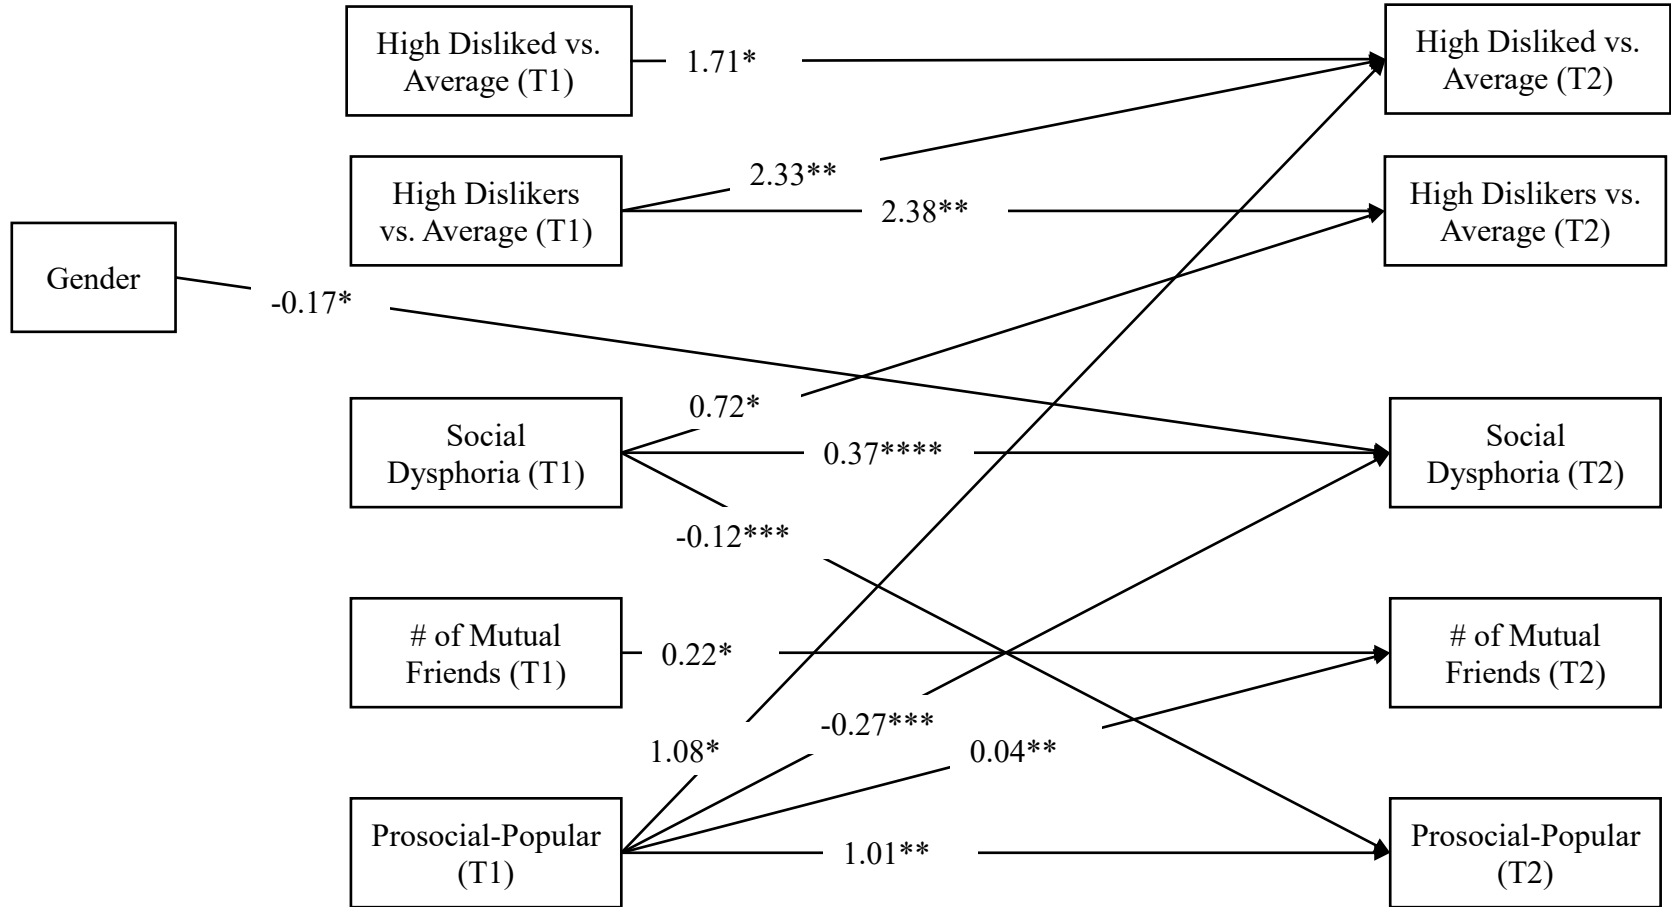 High Disliked vs.
Average (T1)
1.71*
High Disliked vs.
Average (T2)
High Dislikers
vs. Average (T1)
2.33**
2.38**
High Dislikers vs.
Average (T2)
Gender
-0.17*
Social
Dysphoria (T1)
0.72*
0.37****
-0.12***
Social
Dysphoria (T2)
# of Mutual
Friends (T1)
0.22*
# of Mutual
Friends (T2)
1.08*
-0.27***
0.04**
Prosocial-Popular
(T1)
1.01**
Prosocial-Popular
(T2)